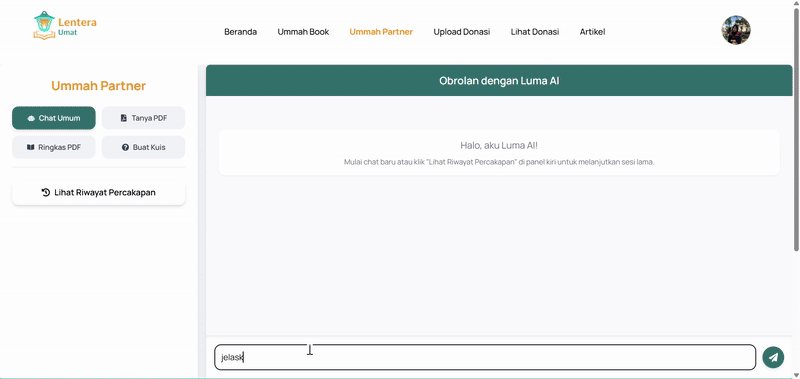 Lentera
Umat
Beranda
Ummah Book
Ummah Partner
Upload Donasi
Lihat Donasi
Artikel
Ummah Partner
Chat Umum
Tanya PDF
Ringkas PDF
Buat Kuis
Lihat Riwayat Percakapan
Obrolan dengan Luma AI
Halo, aku Luma AI!
Mulai chat baru atau klik "Lihat Riwayat Percakapan" di panel kiri untuk melanjutkan sesi lama.
jelask